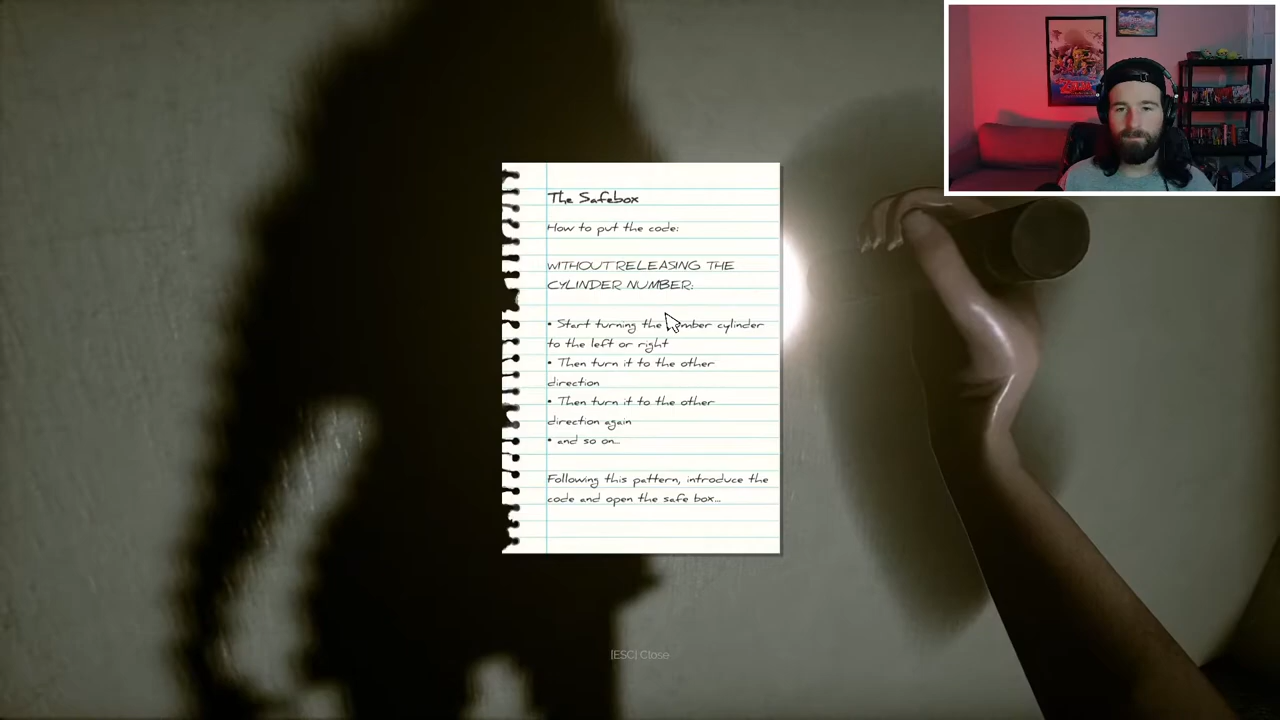 The Safebox
How to put the code:
WITHOUT RELEASING THE
CYLINDER NUMBER:
• Start turning the number cylinder
to the left or right
• Then turn it to the other
direction
• Then turn it to the other
direction again
• and so on...
Following this pattern, introduce the
code and open the safe box...
[ESC] Close